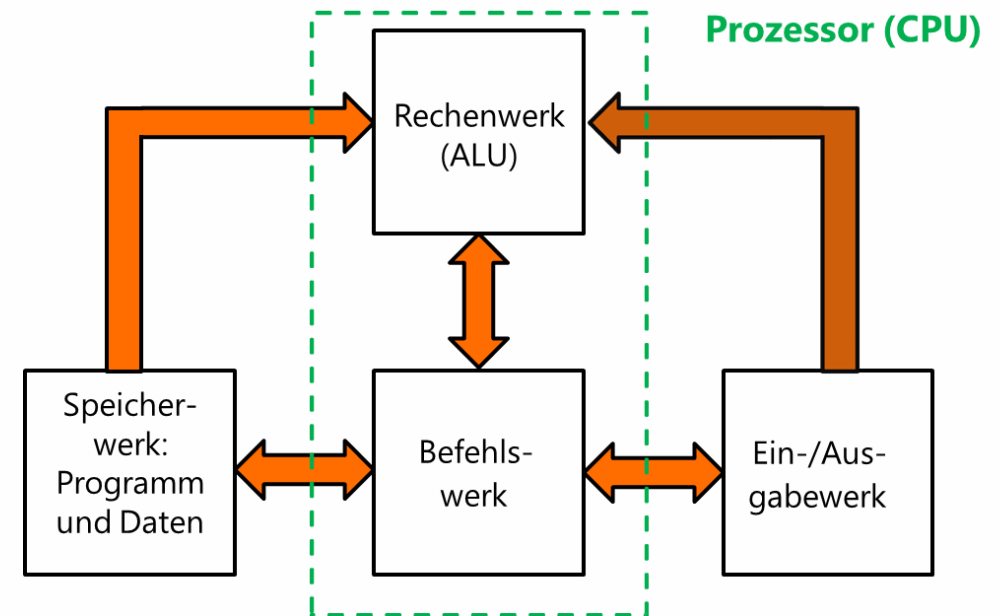 Prozessor (CPU)
Rechenwerk
(ALU)
Speicher-
werk:
Programm
und Daten
Befehls-
werk
Ein-/Aus-
gabewerk